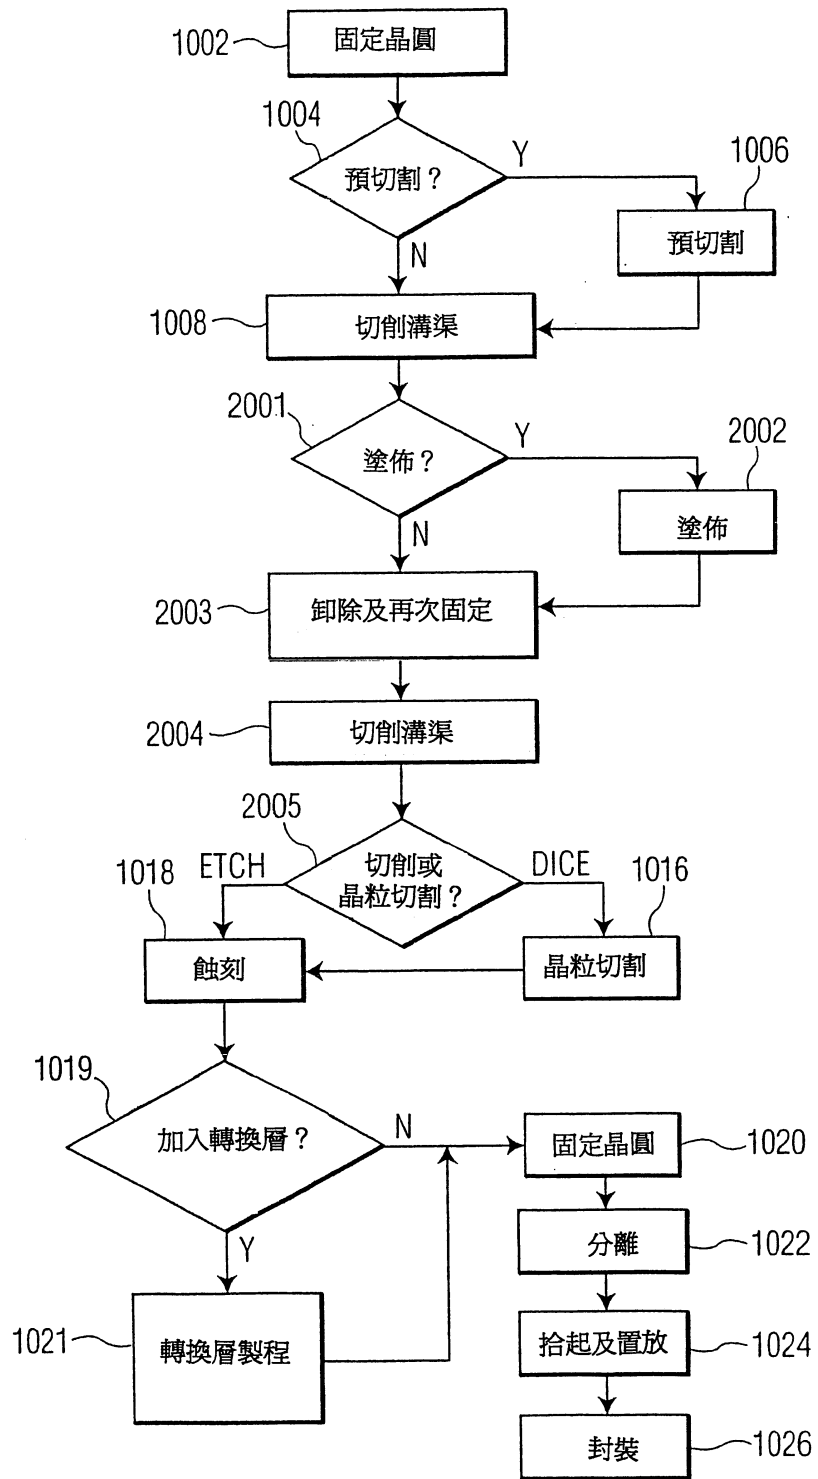 1002
固定晶圓
1004
預切割？
Y
1006
預切割
N
1008
切削溝渠
2001
塗佈？
Y
2002
塗佈
N
2003
卸除及再次固定
2004
切削溝渠
2005
切削或
晶粒切割？
ETCH
DICE
1018
1016
蝕刻
晶粒切割
1019
加入轉換層？
N
固定晶圓
1020
Y
分離
1022
1021
轉換層製程
拾起及置放
1024
封裝
1026